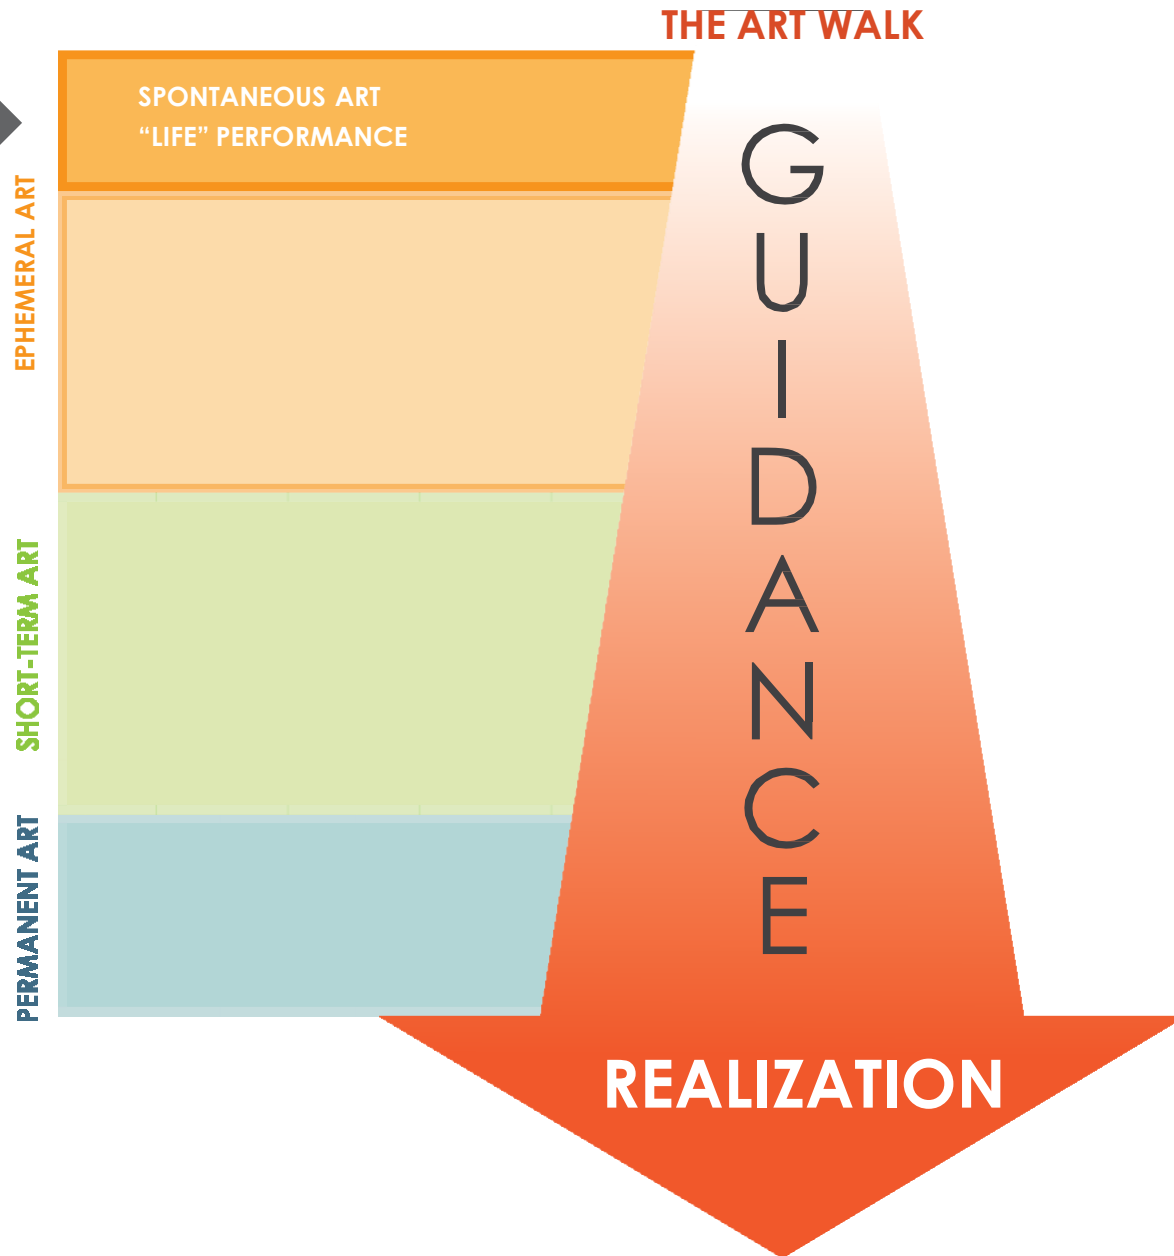 THE ART WALK
SPONTANEOUS ART
“LIFE” PERFORMANCE
EPHEMERAL ART
SHORT-TERM ART
PERMANENT ART
GUIDANCE
REALIZATION